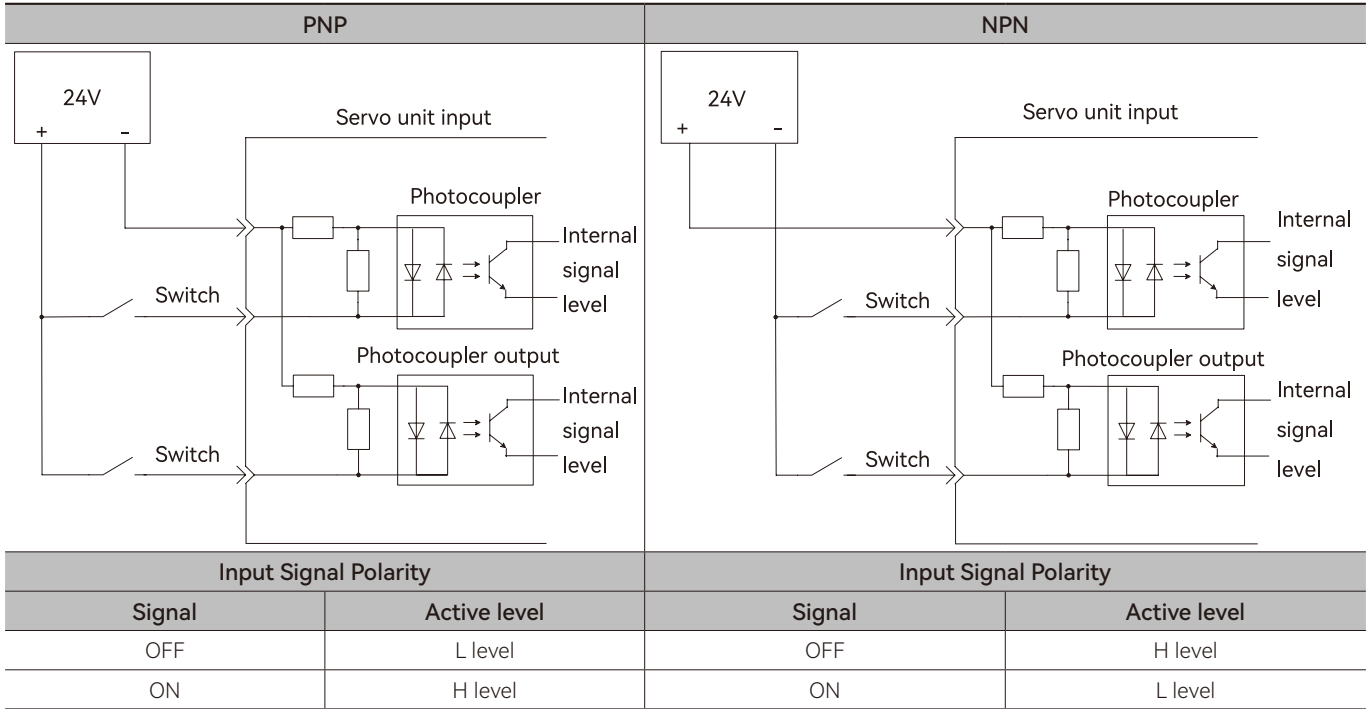 PNP NPN
24V
+ -
Servo unit input
Photocoupler
Internal
signal
level
Switch
Photocoupler output
Internal
signal
level
Switch
24V
+ -
Servo unit input
Photocoupler
Internal
signal
level
Switch
Photocoupler output
Internal
signal
level
Switch
Input Signal Polarity Input Signal Polarity
Signal Active level Signal Active level
OFF L level OFF H level
ON H level ON L level